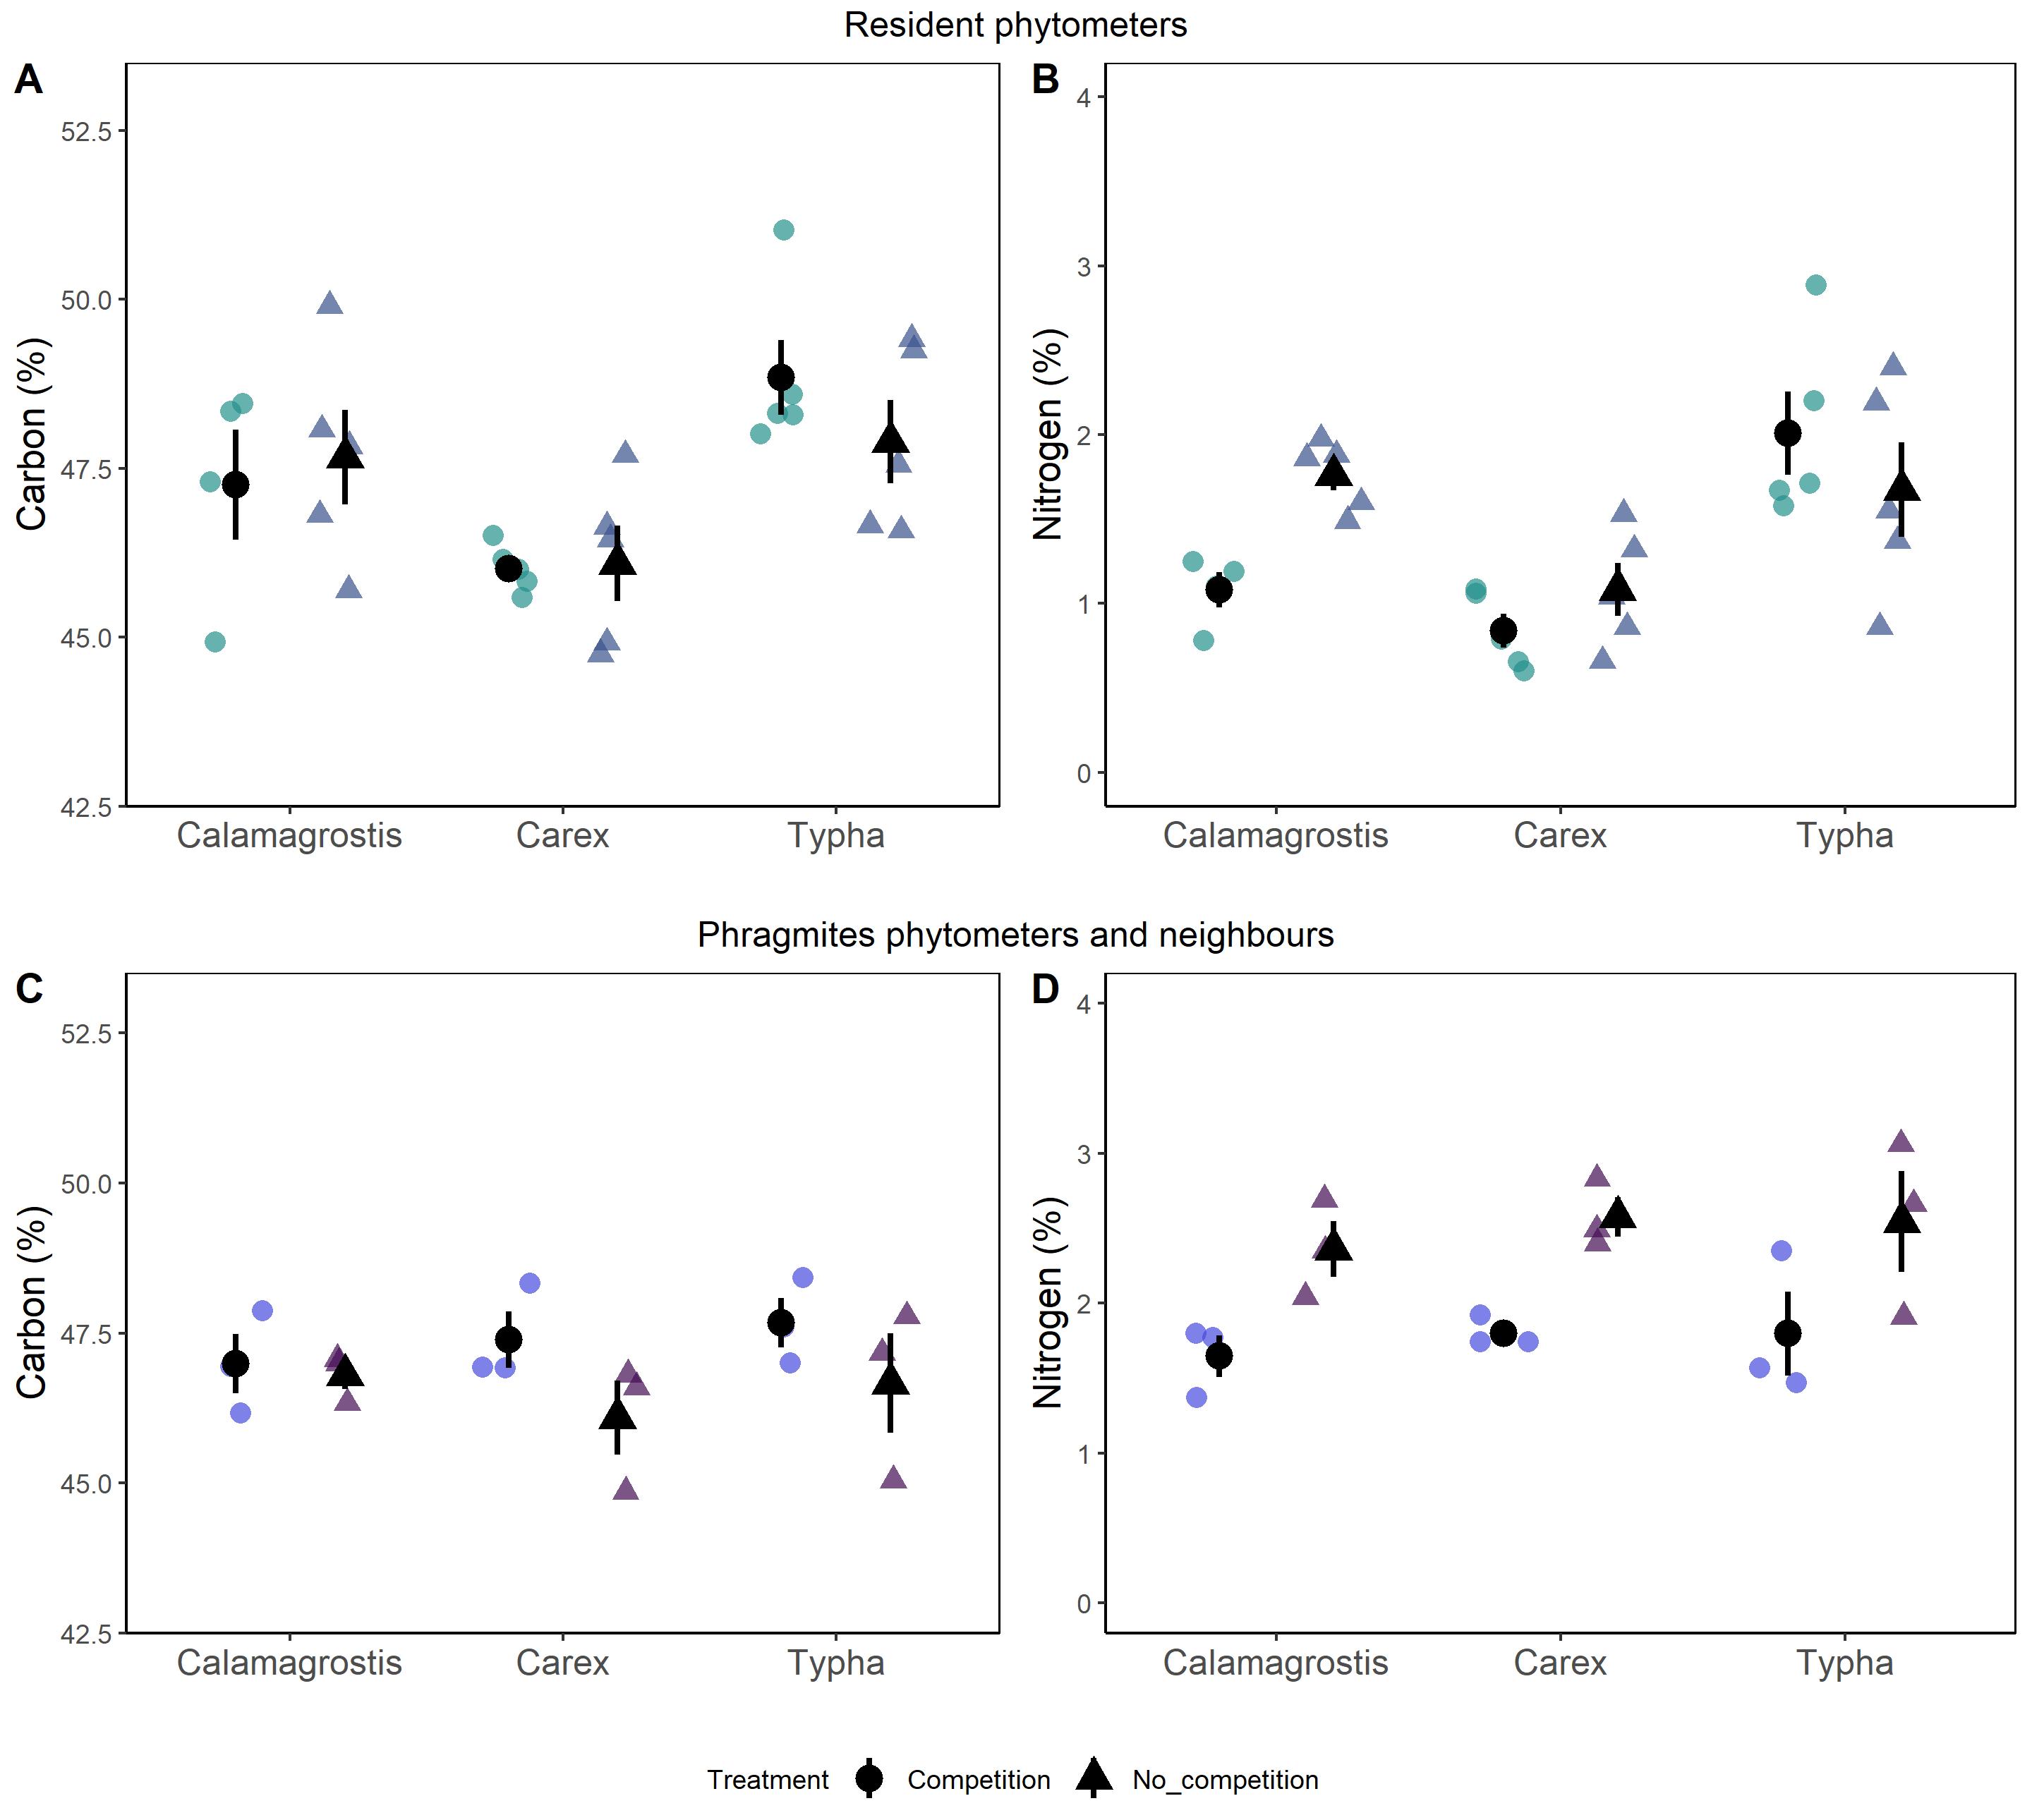 Resident phytometers
A
B
Carbon (%)
52.5
50.0
47.5
45.0
42.5
Calamagrostis
Carex
Typha
Nitrogen (%)
4
3
2
1
0
Calamagrostis
Carex
Typha
Phragmites phytometers and neighbours
C
D
Carbon (%)
52.5
50.0
47.5
45.0
42.5
Calamagrostis
Carex
Typha
Nitrogen (%)
4
3
2
1
0
Calamagrostis
Carex
Typha
Treatment Competition No_competition